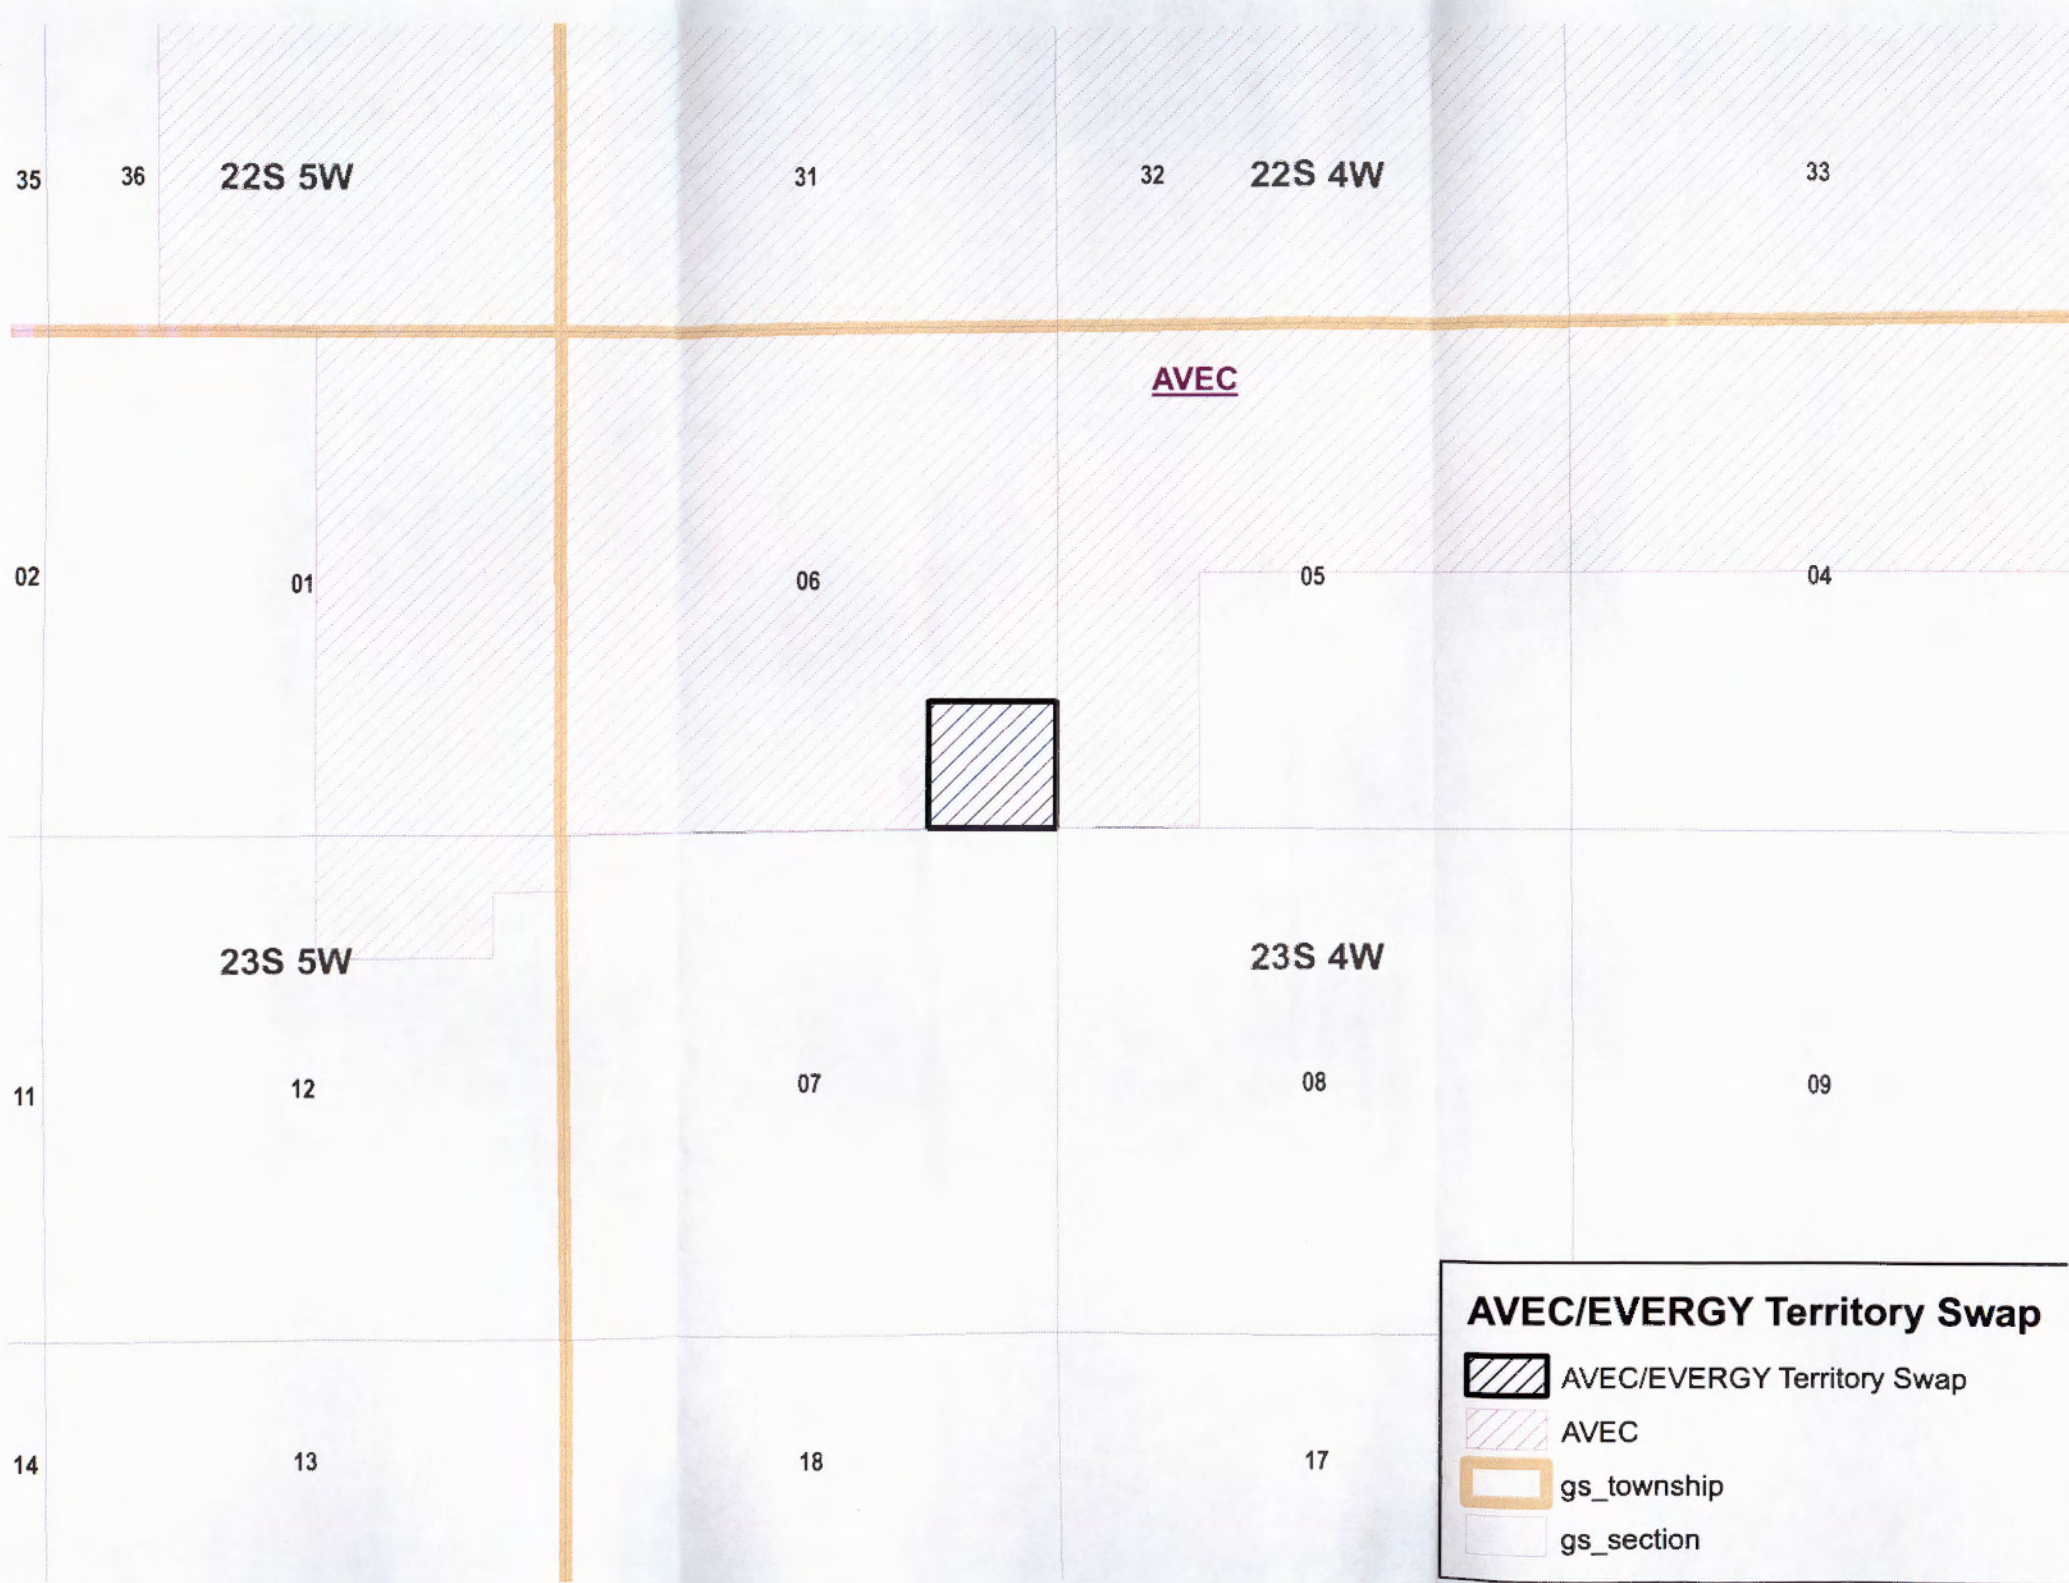 35 36 22S 5W 31 32 22S 4W 33
AVEC
02 01 06 05 04
23S 5W 23S 4W
11 12 07 08 09
14 13 18 17
AVEC/EVERGY Territory Swap
AVEC/EVERGY Territory Swap
AVEC
gs_township
gs_section